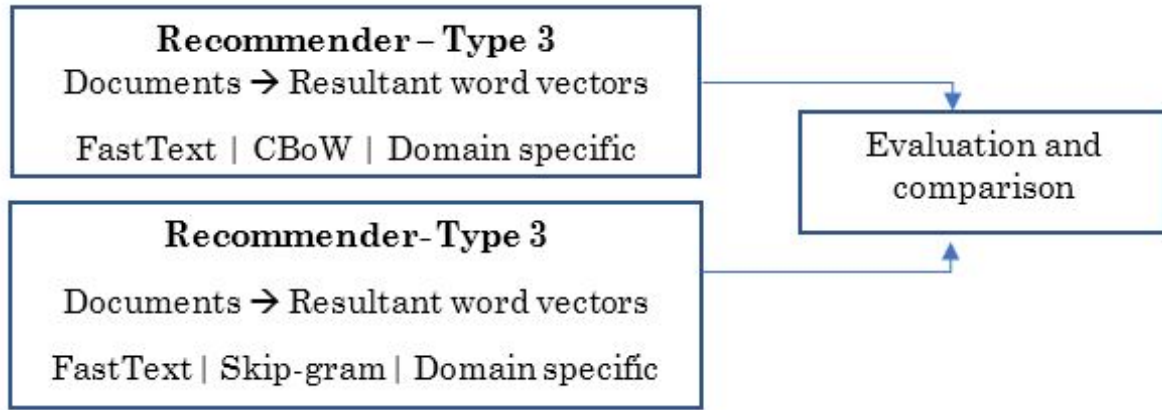 Recommender – Type 3
Documents → Resultant word vectors
FastText | CBoW | Domain specific
Evaluation and
comparison
Recommender- Type 3
Documents → Resultant word vectors
FastText | Skip-gram | Domain specific